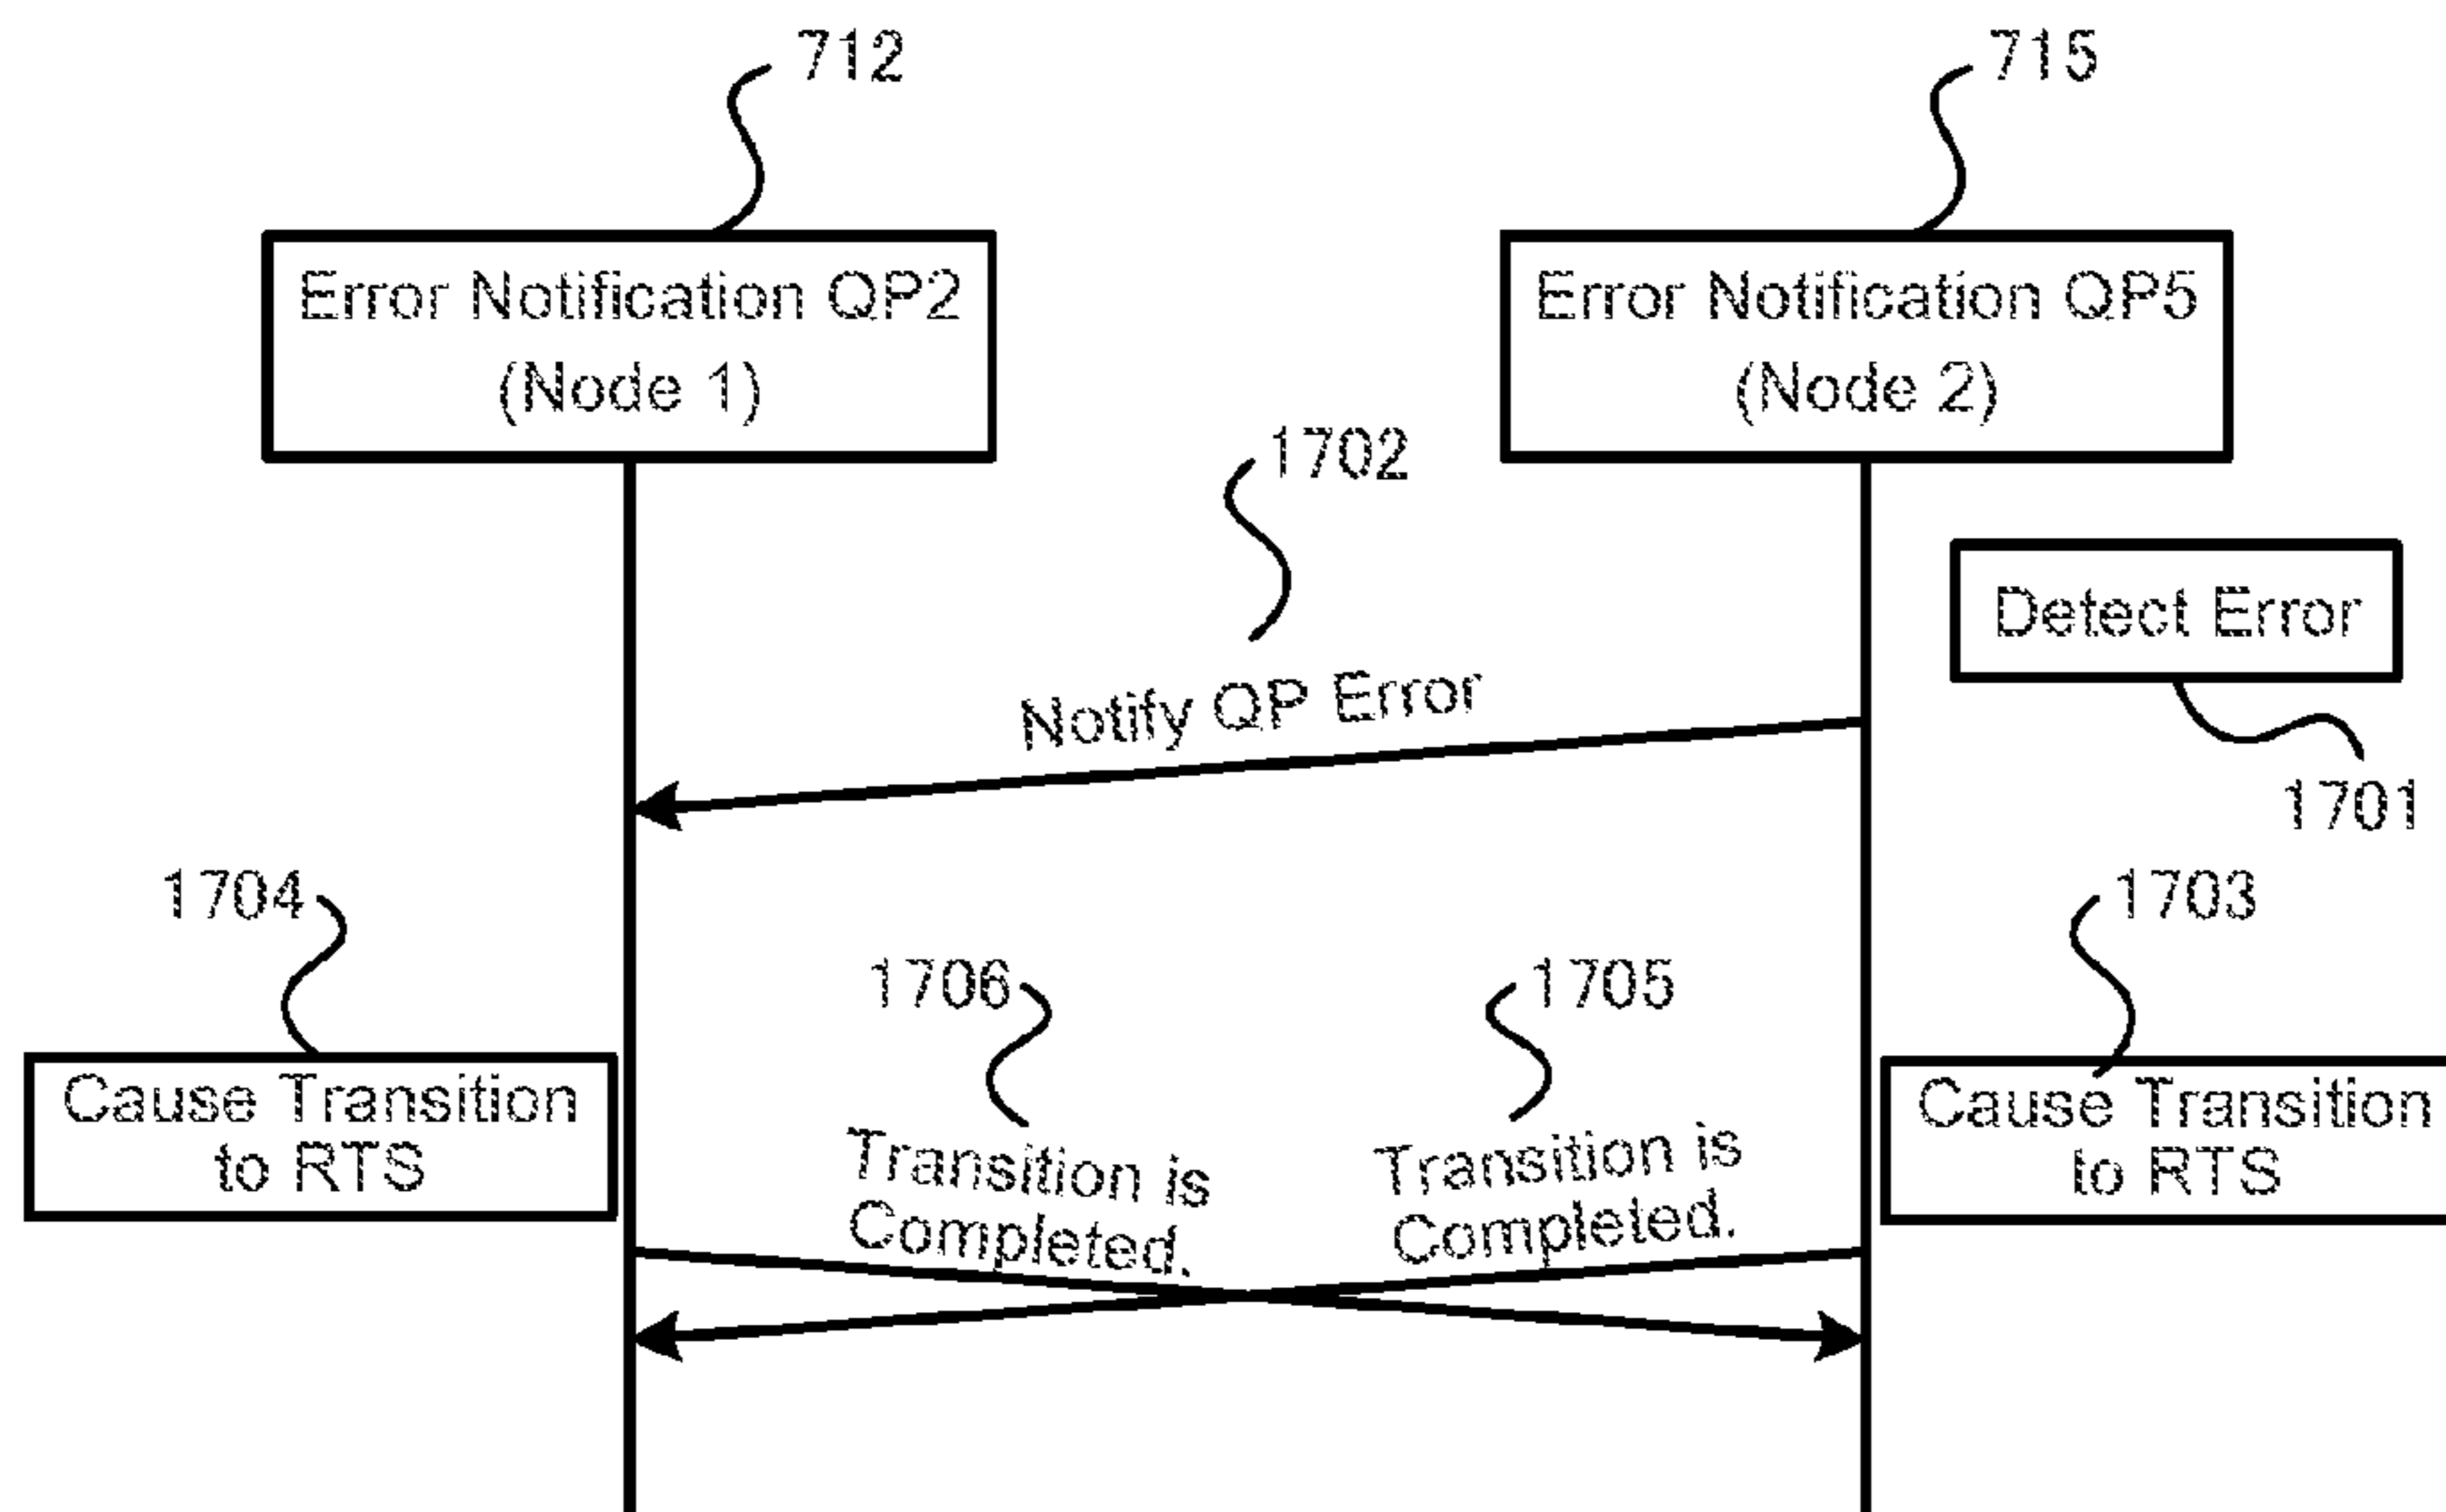 712
715
Error Notification QP2
(Node 1)
Error Notification QP5
(Node 2)
1702
Detect Error
Notify QP Error
1701
1704
1703
1706
1705
Cause Transition
to RTS
Transition is
Completed.
Transition is
Completed.
Cause Transition
to RTS